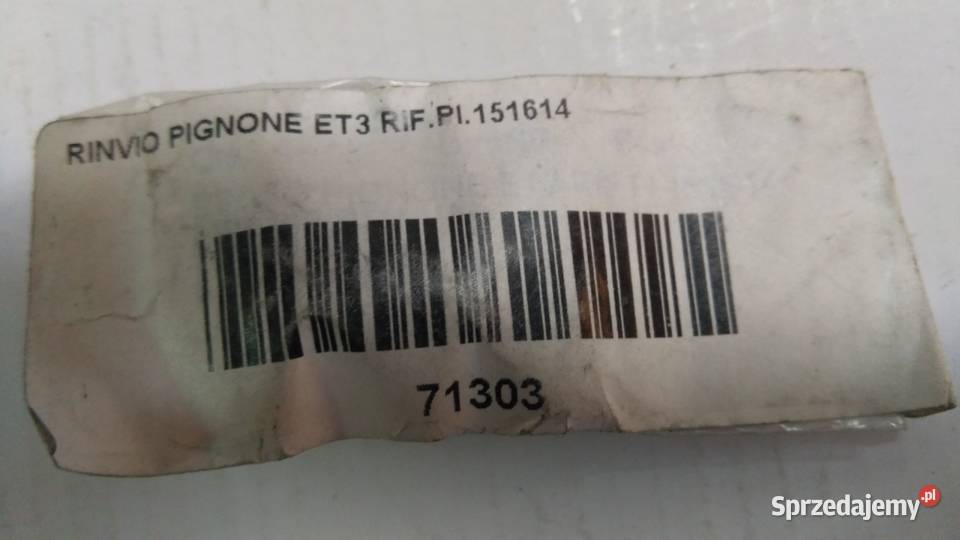 RINVIO PIGNONE ET3 RIF.PI.151614
71303
Sprzedajemy.pl